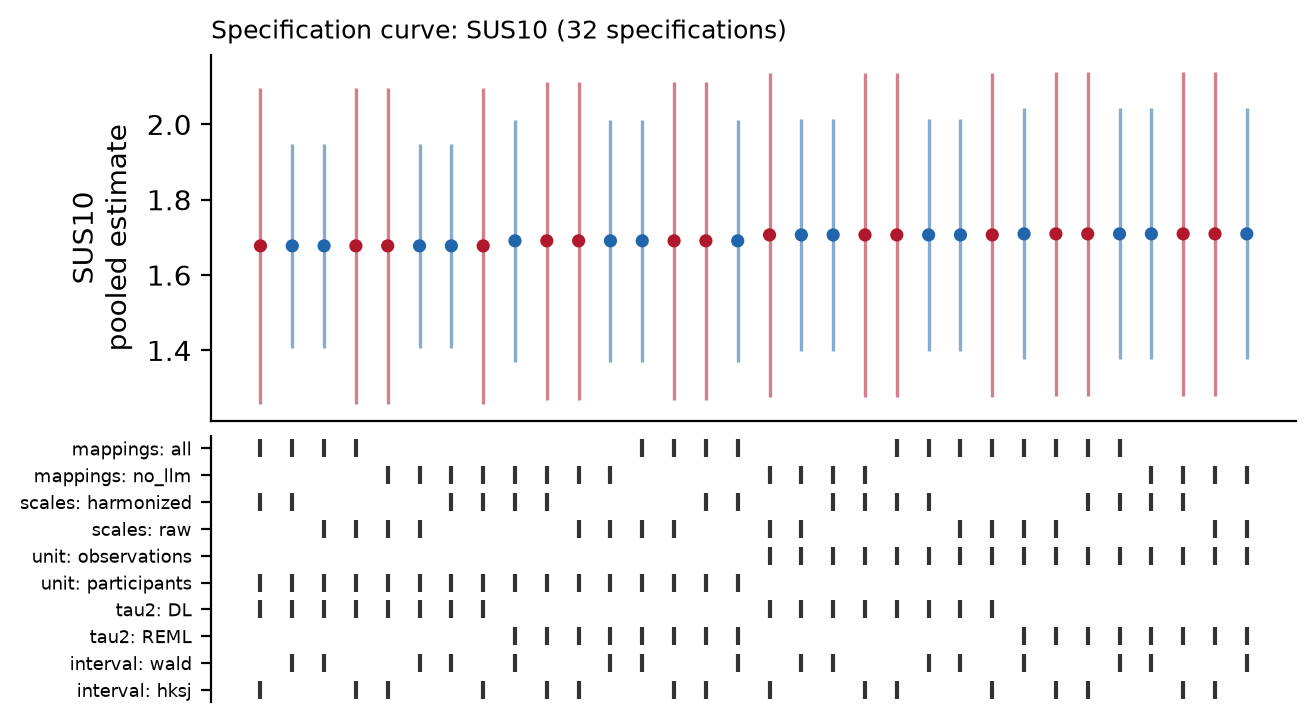 Specification curve: SUS10 (32 specifications)
SUS10
pooled estimate
2.0
1.8
1.6
1.4
mappings: all
mappings: no_llm
scales: harmonized
scales: raw
unit: observations
unit: participants
tau2: DL
tau2: REML
interval: wald
interval: hksj